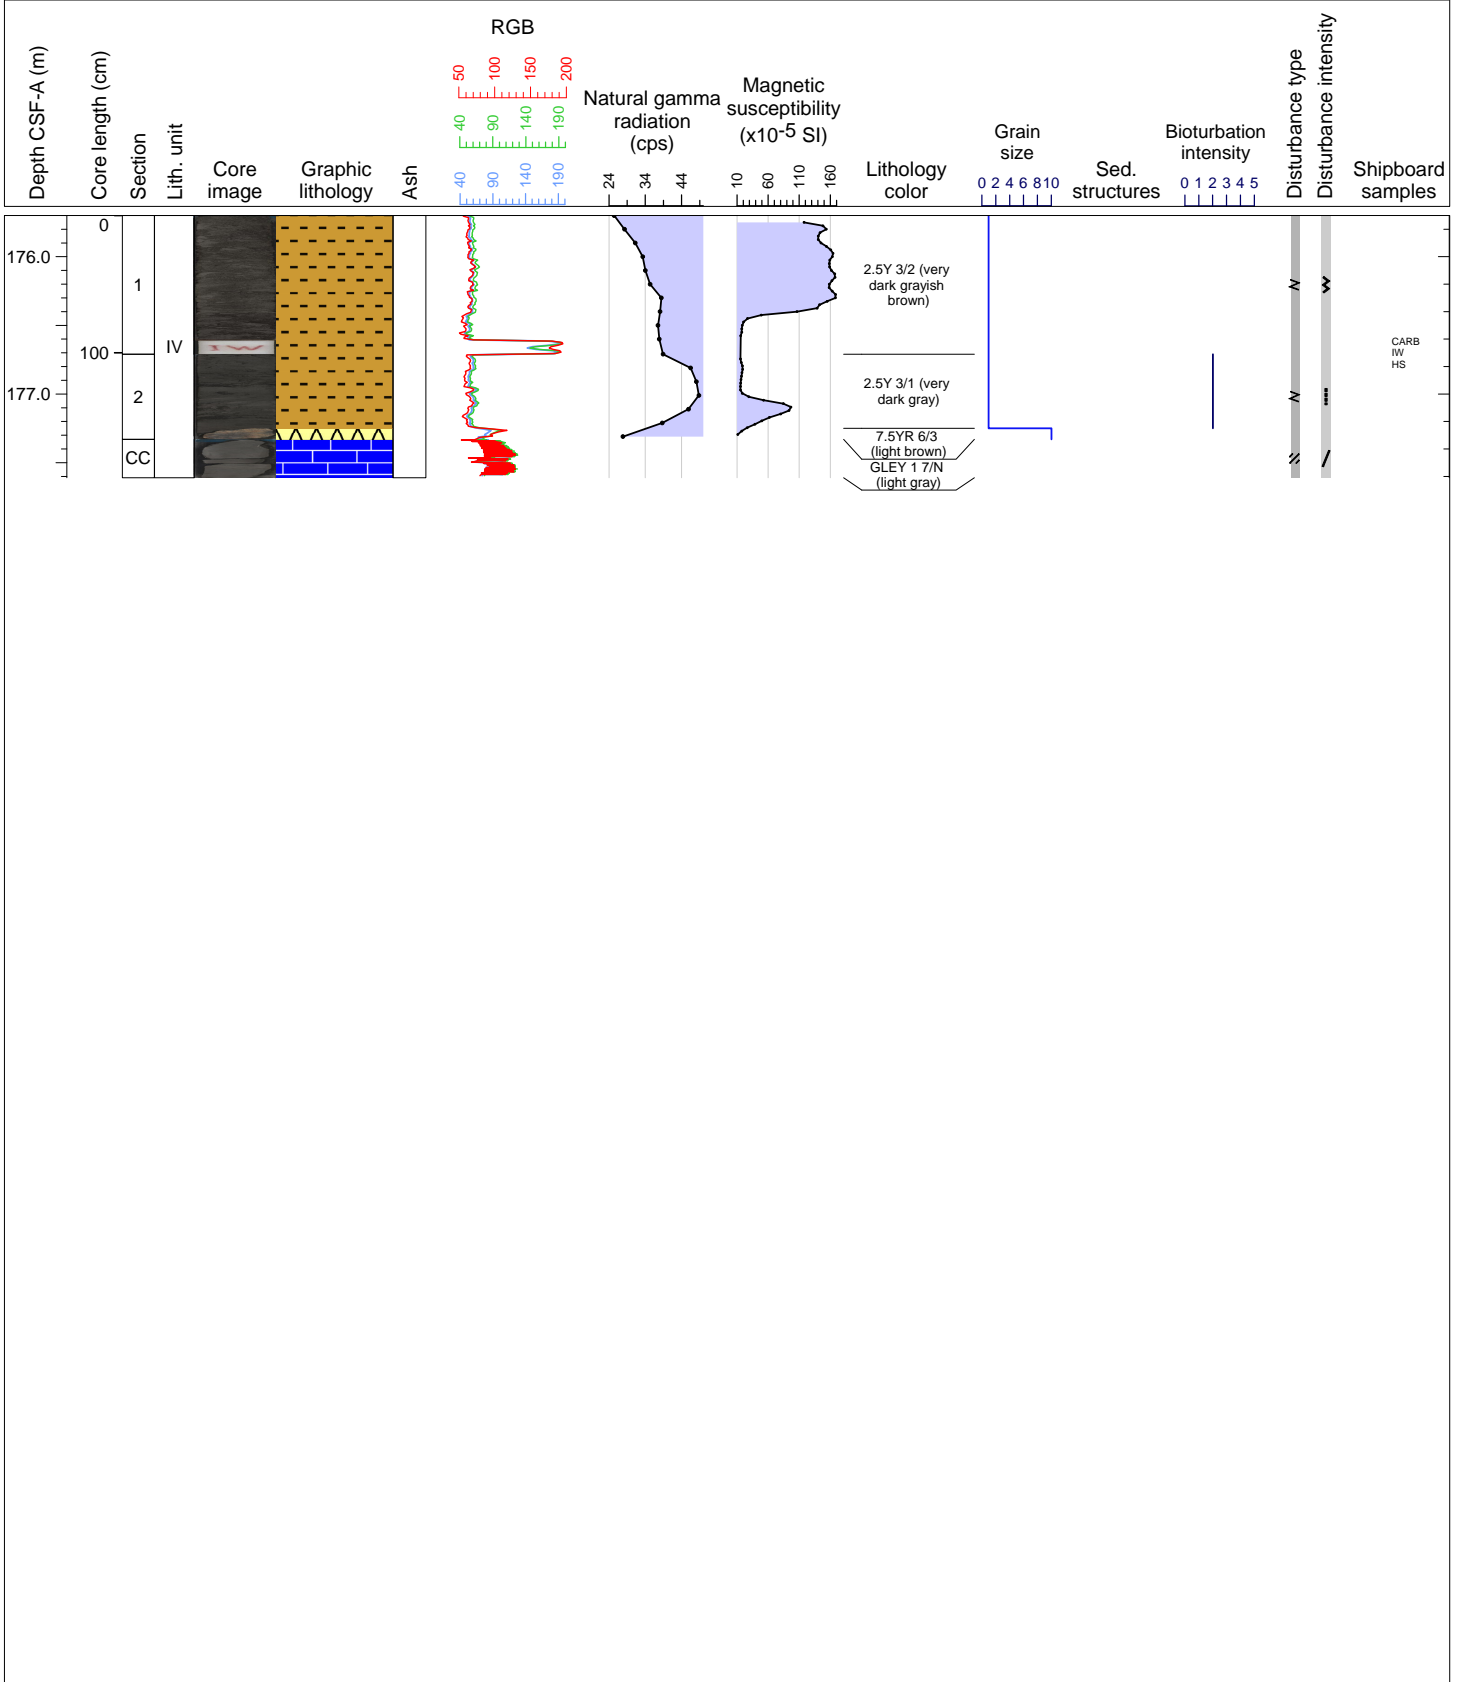 RGB
50 100 150 200
40 90 140 190
40 90 140 190
Depth CSF-A (m)
Core length (cm)
Section
Lith. unit
Core
image
Graphic
lithology
Ash
Natural gamma
radiation
(cps)
24 34 44
Magnetic
susceptibility
(x10-5 SI)
10 60 110 160
Lithology
color
Grain
size
0 2 4 6 8 10
Sed.
structures
Bioturbation
intensity
0 1 2 3 4 5
Disturbance type
Disturbance intensity
Shipboard
samples
0
176.0
1
2.5Y 3/2 (very
dark grayish
brown)
IV
I W
100
CARB
IW
HS
177.0
2
2.5Y 3/1 (very
dark gray)
7.5YR 6/3
(light brown)
CC
GLEY 1 7/N
(light gray)